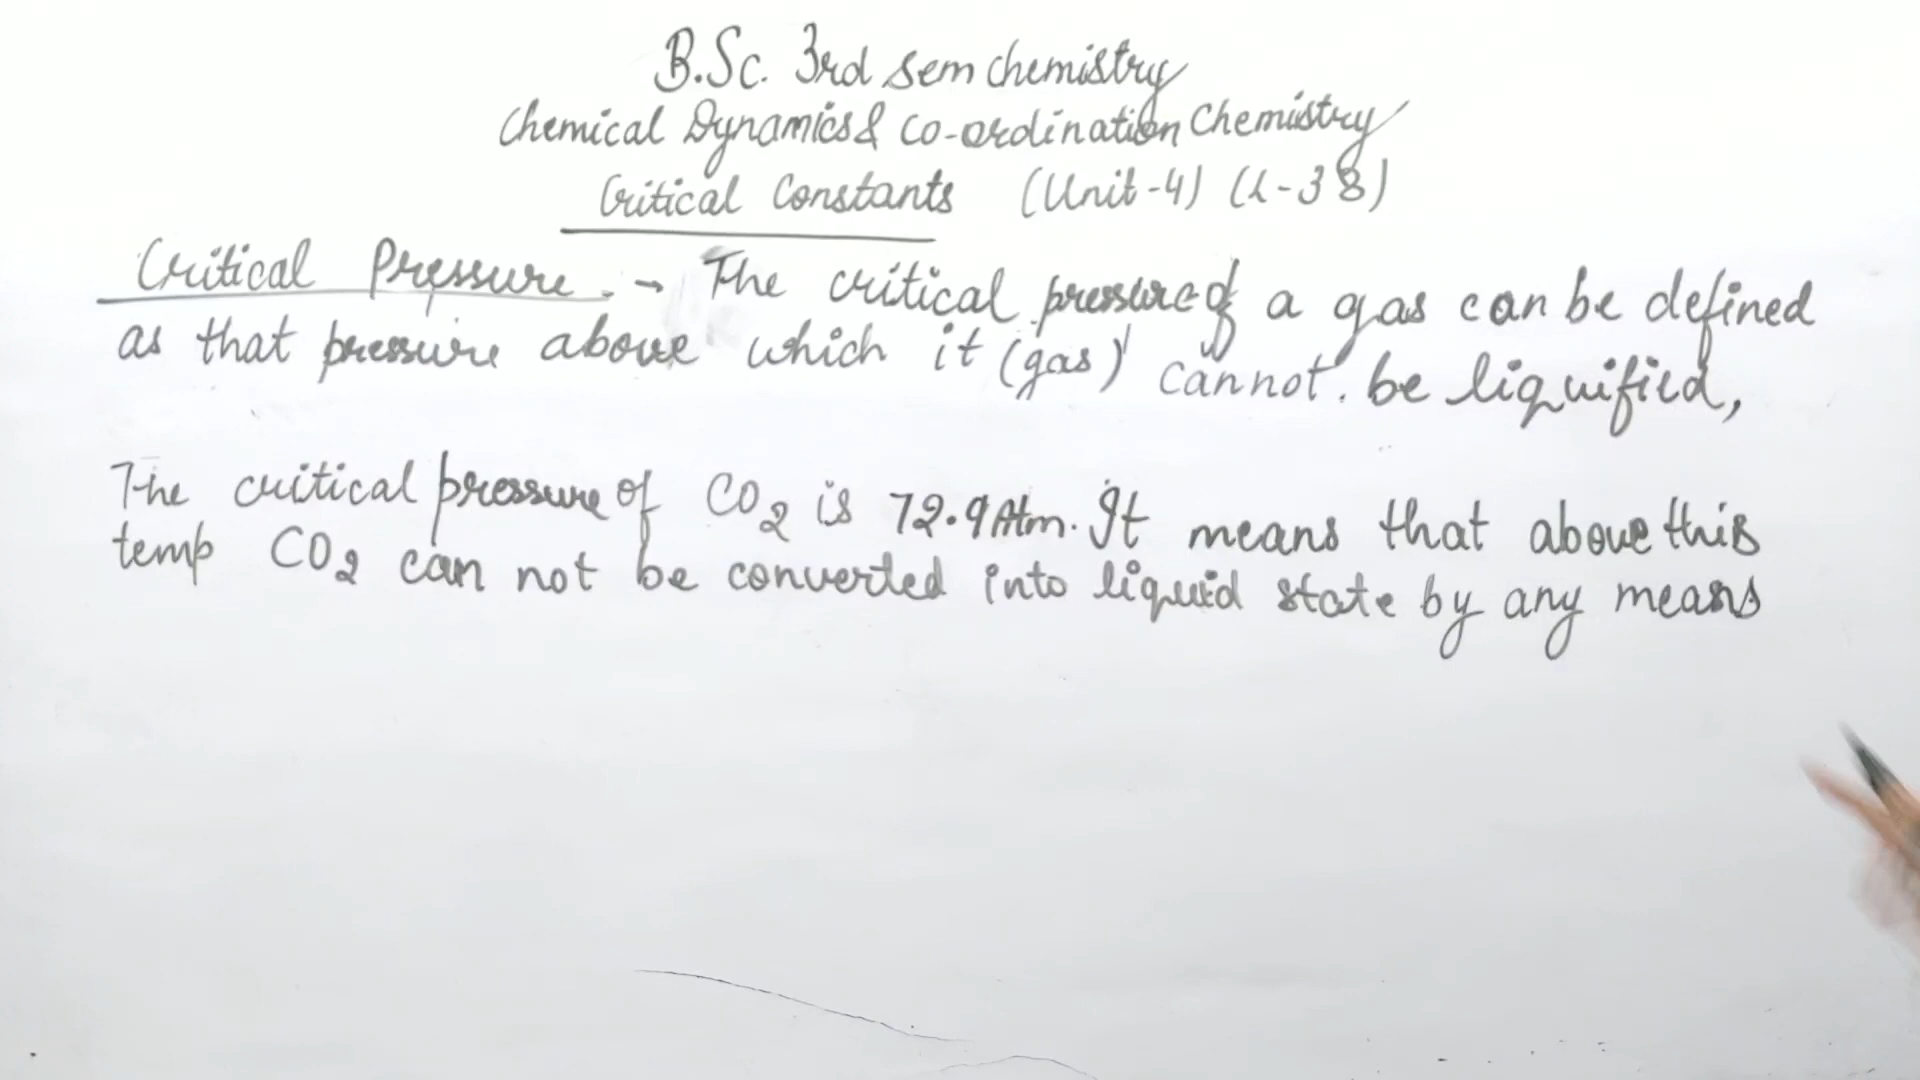 B.Sc. 3rd sem chemistry
Chemical Dynamics & co-ordination Chemistry
Critical Constants (Unit-4) (L-38)
Critical Pressure. → The critical pressure of a gas can be defined
as that pressure above which it (gas) cannot. be liquified,
The critical pressure of CO2 is 72.9 Atm. It means that above this
temp CO2 can not be converted into liquid state by any means